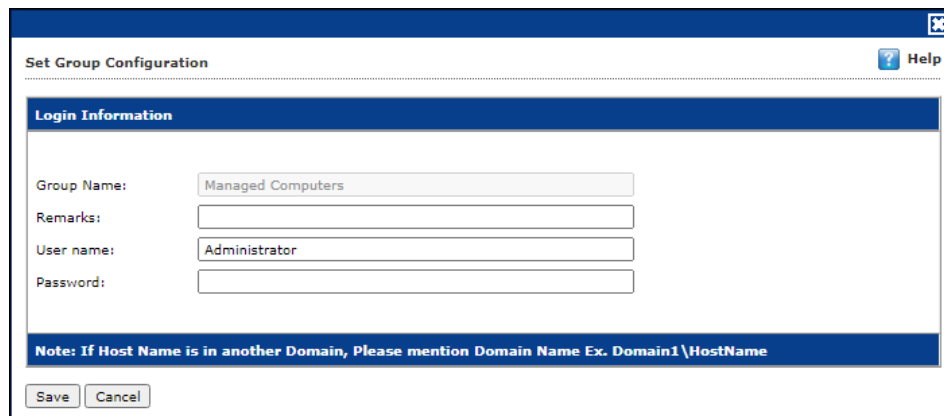 Set Group Configuration
? Help
Login Information
Group Name: Managed Computers
Remarks:
User name: Administrator
Password:
Note: If Host Name is in another Domain, Please mention Domain Name Ex. Domain1\HostName
Save Cancel